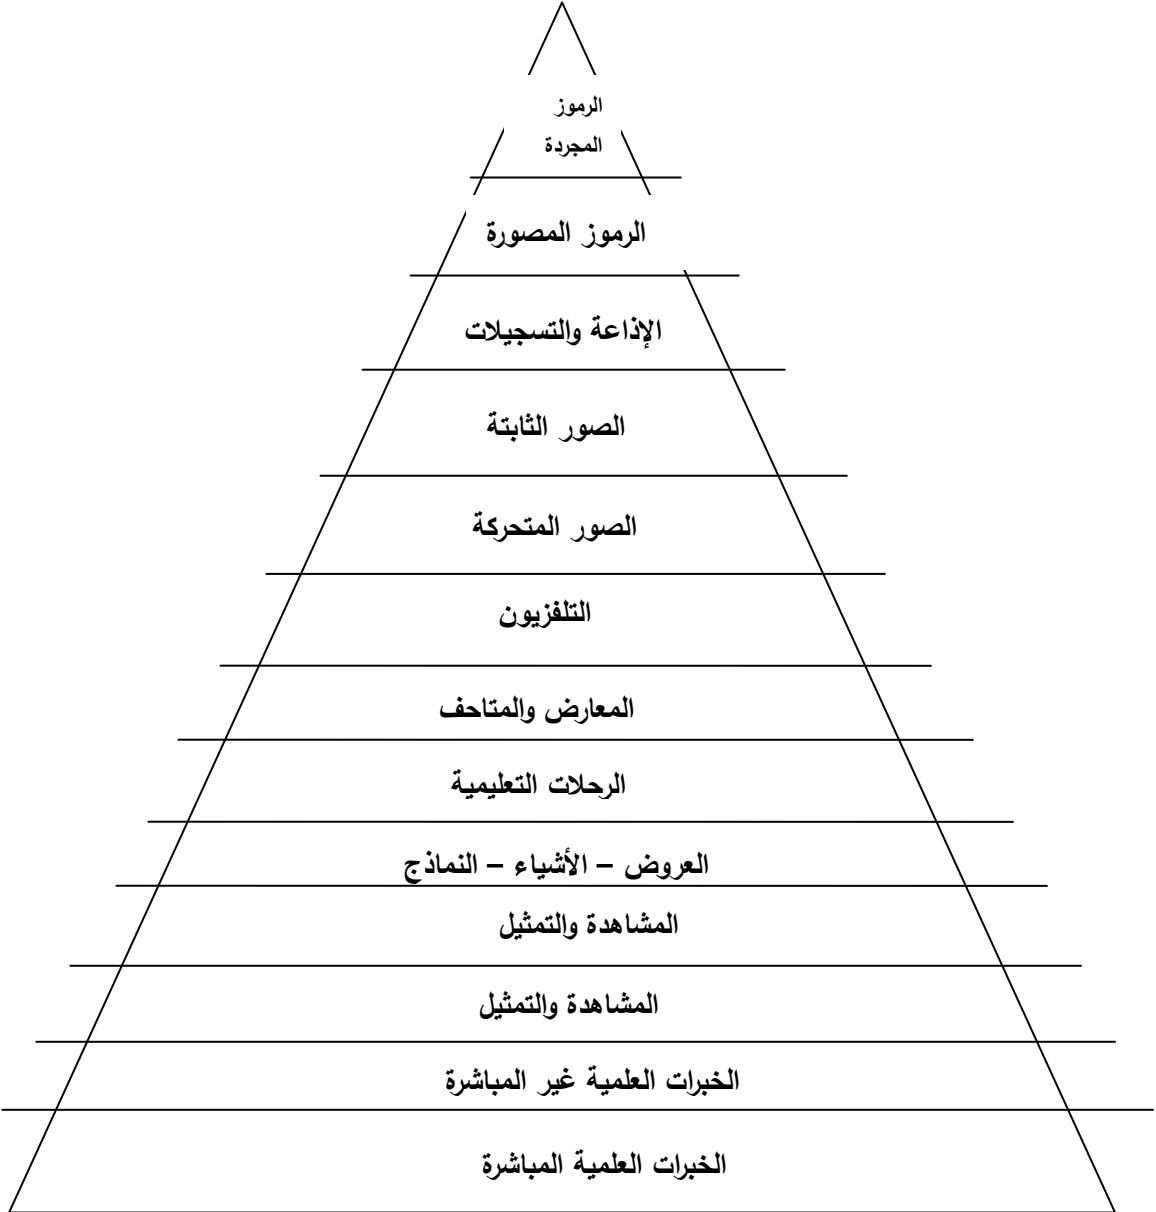 الرموز
المجردة
الرموز المصورة
الإذاعة والتسجيلات
الصور الثابتة
الصور المتحركة
التلفزيون
المعارض والمتاحف
الرحلات التعليمية
العروض – الأشياء – النماذج
المشاهدة والتمثيل
المشاهدة والتمثيل
الخبرات العلمية غير المباشرة
الخبرات العلمية المباشرة